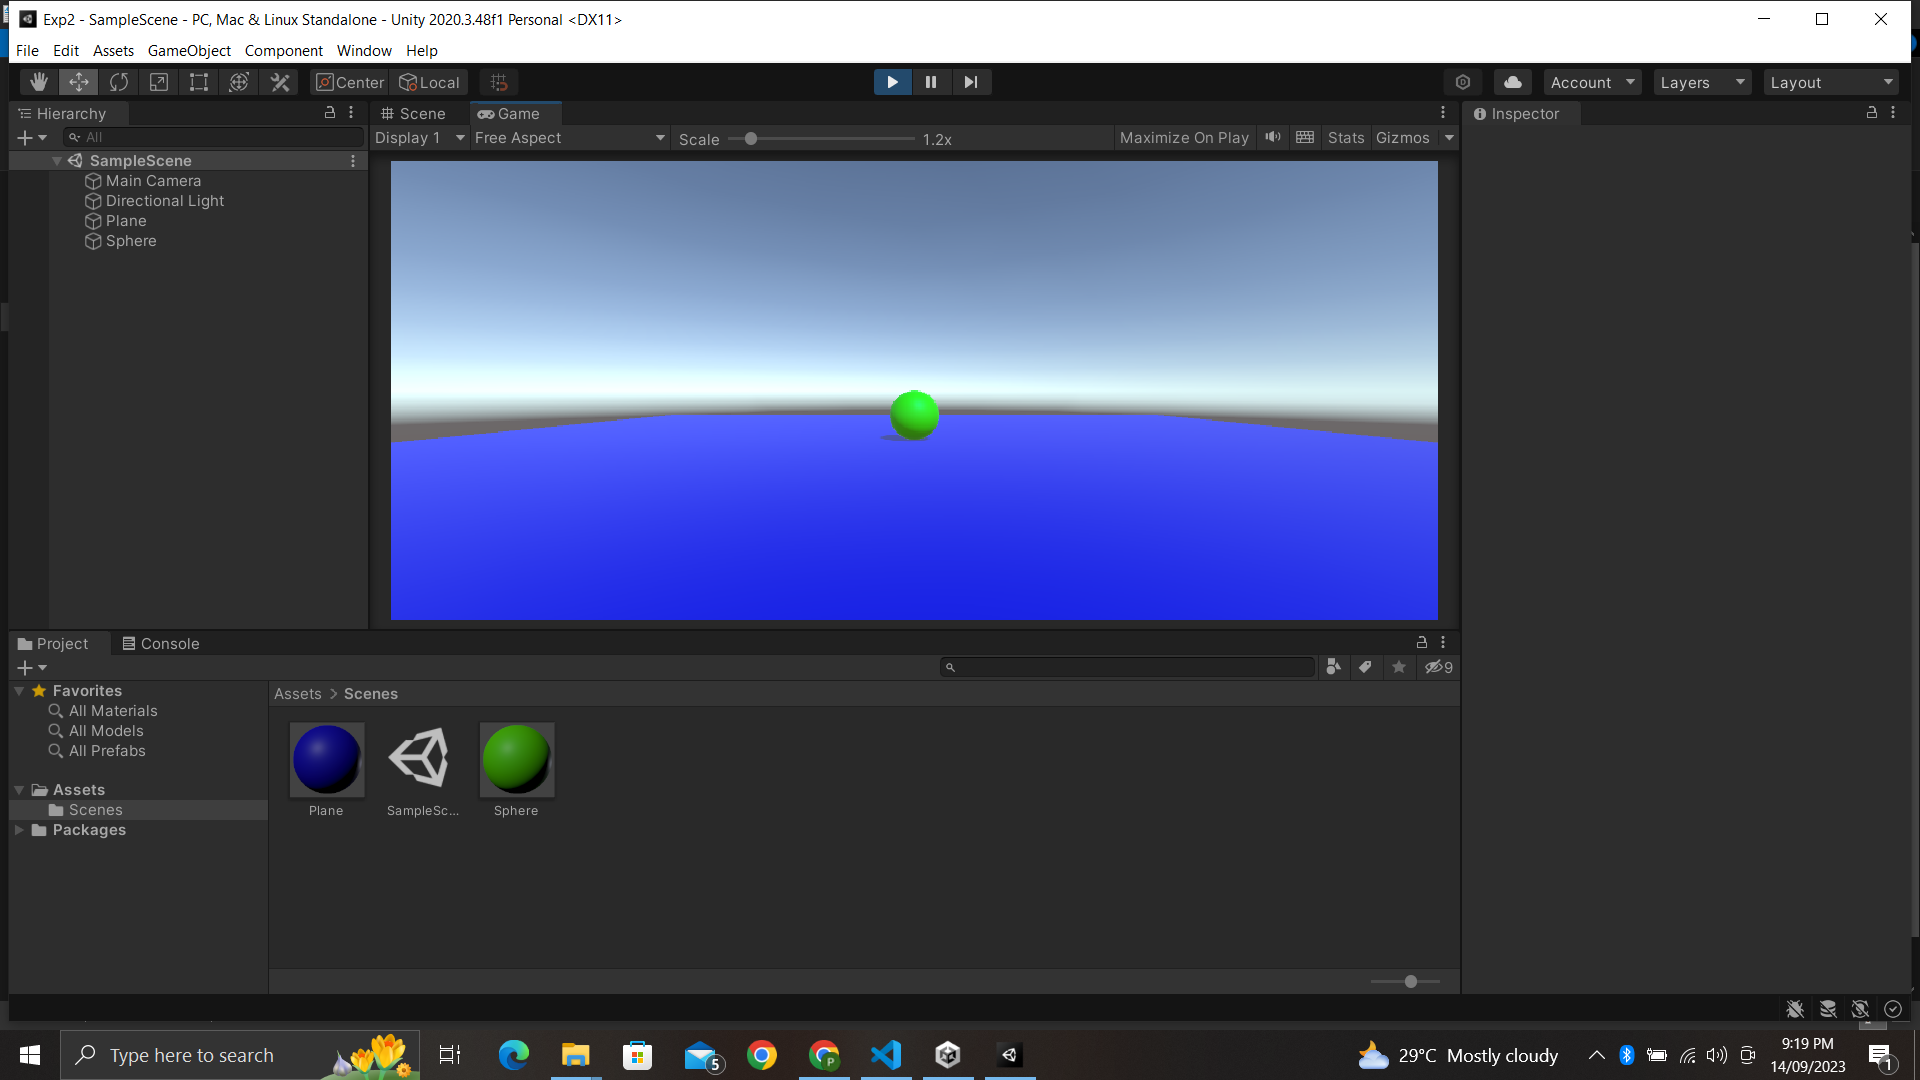 Exp2 - SampleScene - PC, Mac & Linux Standalone - Unity 2020.3.48f1 Personal <DX11>
File Edit Assets GameObject Component Window Help
Center Local Account Layers Layout
Hierarchy
All
SampleScene
Main Camera
Directional Light
Plane
Sphere
Scene Game
Display 1 Free Aspect Scale 1.2x Maximize On Play Stats Gizmos
Inspector
Project Console
9
Favorites
All Materials
All Models
All Prefabs
Assets
Scenes
Packages
Assets > Scenes
Plane SampleSc... Sphere
Type here to search
5
P
29°C Mostly cloudy
9:19 PM
14/09/2023
1